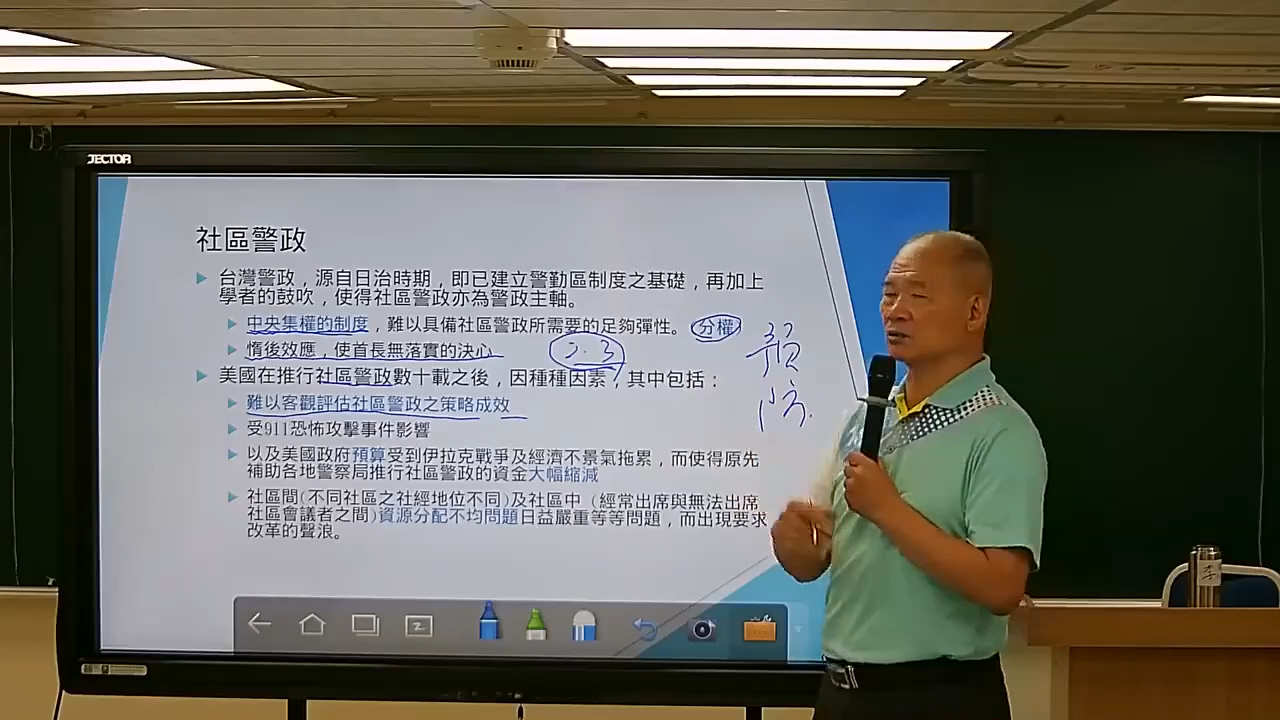 JECTOR
社區警政
台灣警政，源自日治時期，即已建立警勤區制度之基礎，再加上
學者的鼓吹，使得社區警政亦為警政主軸。
中央集權的制度，難以具備社區警政所需要的足夠彈性。 分權
惰後效應，使首長無落實的決心 2.3
預
防
美國在推行社區警政數十載之後，因種種因素，其中包括：
難以客觀評估社區警政之策略成效
受911恐怖攻擊事件影響
以及美國政府預算受到伊拉克戰爭及經濟不景氣拖累，而使得原先
補助各地警察局推行社區警政的資金大幅縮減
社區間(不同社區之社經地位不同)及社區中 (經常出席與無法出席
社區會議者之間)資源分配不均問題日益嚴重等等問題，而出現要求
改革的聲浪。
李